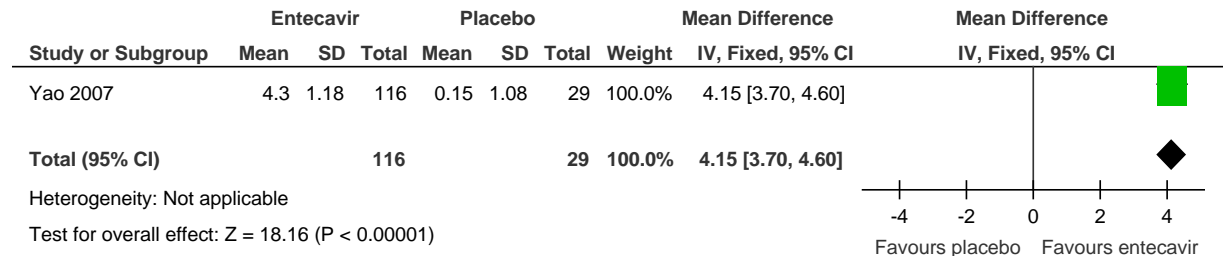 Entecavir Placebo Mean Difference Mean Difference
Study or Subgroup Mean SD Total Mean SD Total Weight IV, Fixed, 95% CI IV, Fixed, 95% CI
Yao 2007 4.3 1.18 116 0.15 1.08 29 100.0% 4.15 [3.70, 4.60]
Total (95% CI) 116 29 100.0% 4.15 [3.70, 4.60]
Heterogeneity: Not applicable
Test for overall effect: Z = 18.16 (P < 0.00001)
-4 -2 0 2 4
Favours placebo Favours entecavir